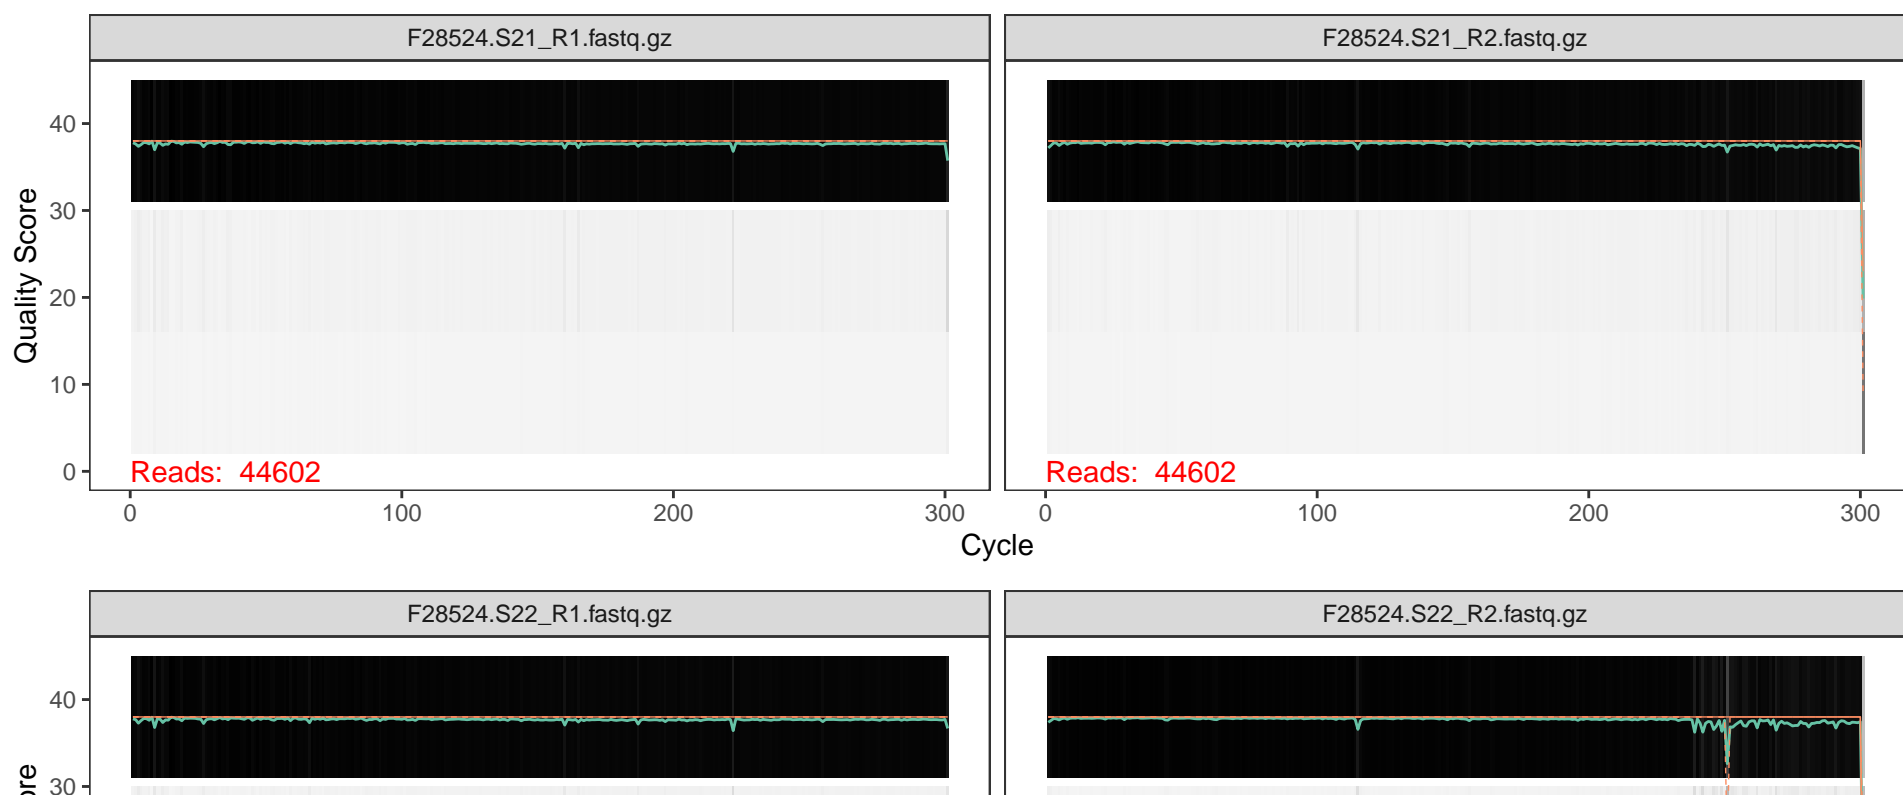 F28524.S21_R1.fastq.gz
F28524.S21_R2.fastq.gz
40
30
20
10
0
Quality Score
Reads: 44602
Reads: 44602
0 100 200 300
0 100 200 300
Cycle
F28524.S22_R1.fastq.gz
F28524.S22_R2.fastq.gz
40
30
ore